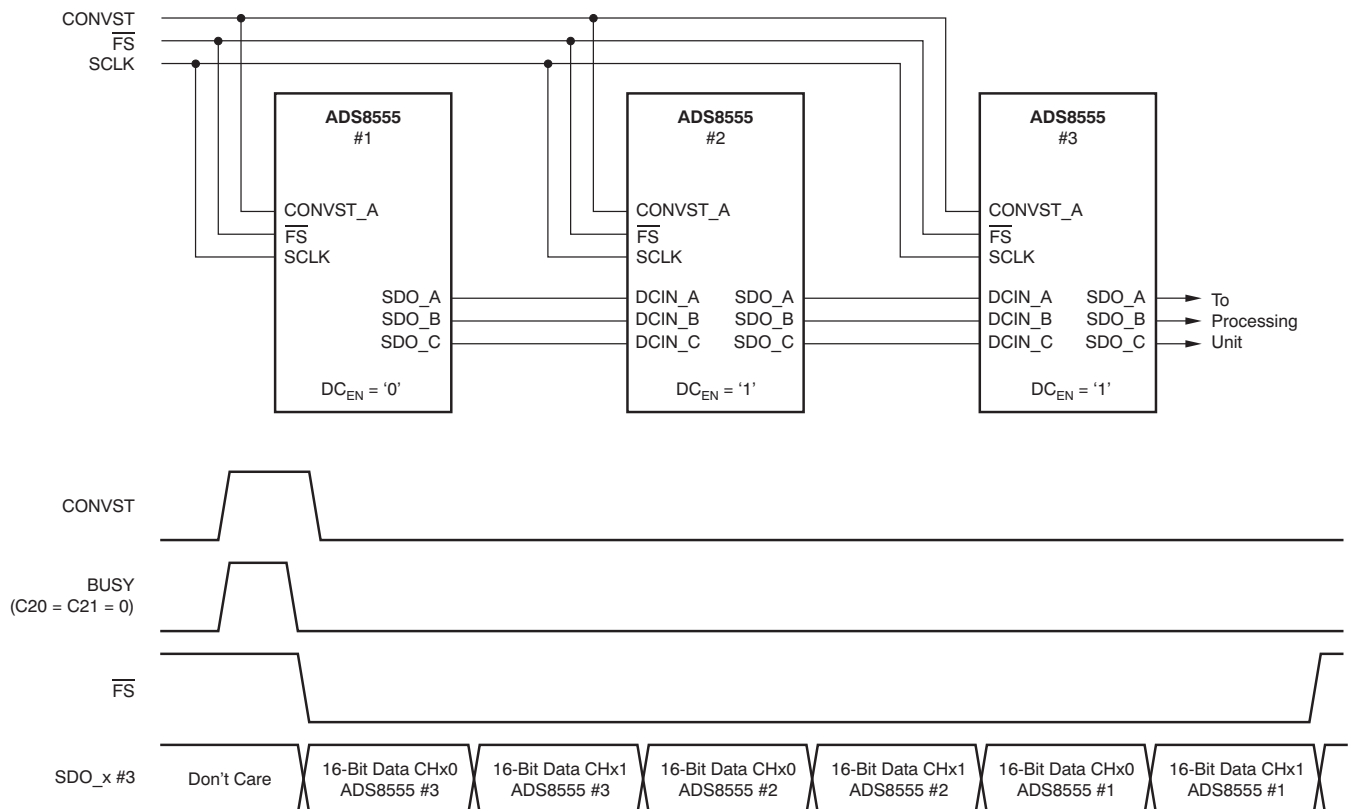 CONVST
FS
SCLK
ADS8555
#1
CONVST_A
FS
SCLK
SDO_A
SDO_B
SDO_C
DCEN = ‘0’
ADS8555
#2
CONVST_A
FS
SCLK
DCIN_A SDO_A
DCIN_B SDO_B
DCIN_C SDO_C
DCEN = ‘1’
ADS8555
#3
CONVST_A
FS
SCLK
DCIN_A SDO_A
DCIN_B SDO_B
DCIN_C SDO_C
DCEN = ‘1’
To
Processing
Unit
CONVST
BUSY
(C20 = C21 = 0)
FS
SDO_x #3
Don’t Care
16-Bit Data CHx0
ADS8555 #3
16-Bit Data CHx1
ADS8555 #3
16-Bit Data CHx0
ADS8555 #2
16-Bit Data CHx1
ADS8555 #2
16-Bit Data CHx0
ADS8555 #1
16-Bit Data CHx1
ADS8555 #1